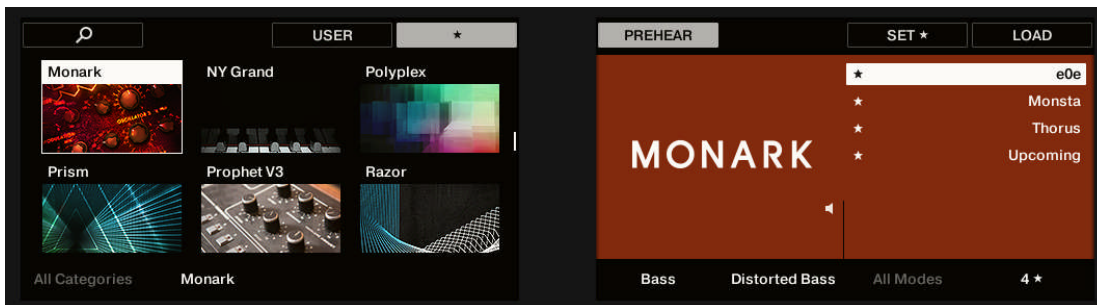 USER ★
Monark NY Grand Polyplex
OSCILLATORS
Prism Prophet V3 Razor
All Categories Monark
PREHEAR SET ★ LOAD
★ e0e
★ Monsta
★ Thorus
★ Upcoming
MONARK
Bass Distorted Bass All Modes 4 ★